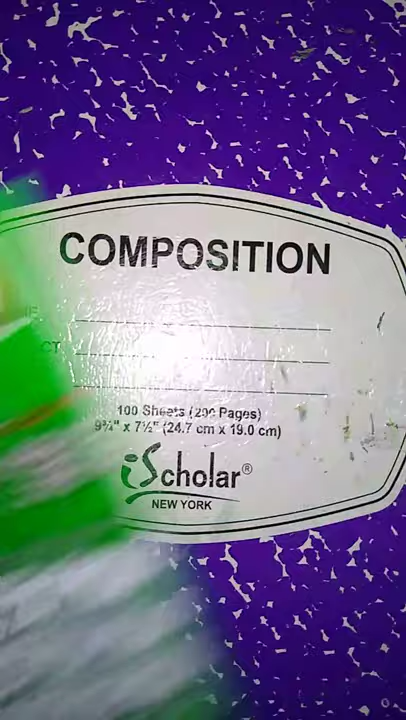 COMPOSITION
100 Sheets (200 Pages)
9¾" x 7½" (24.7 cm x 19.0 cm)
iScholar®
NEW YORK